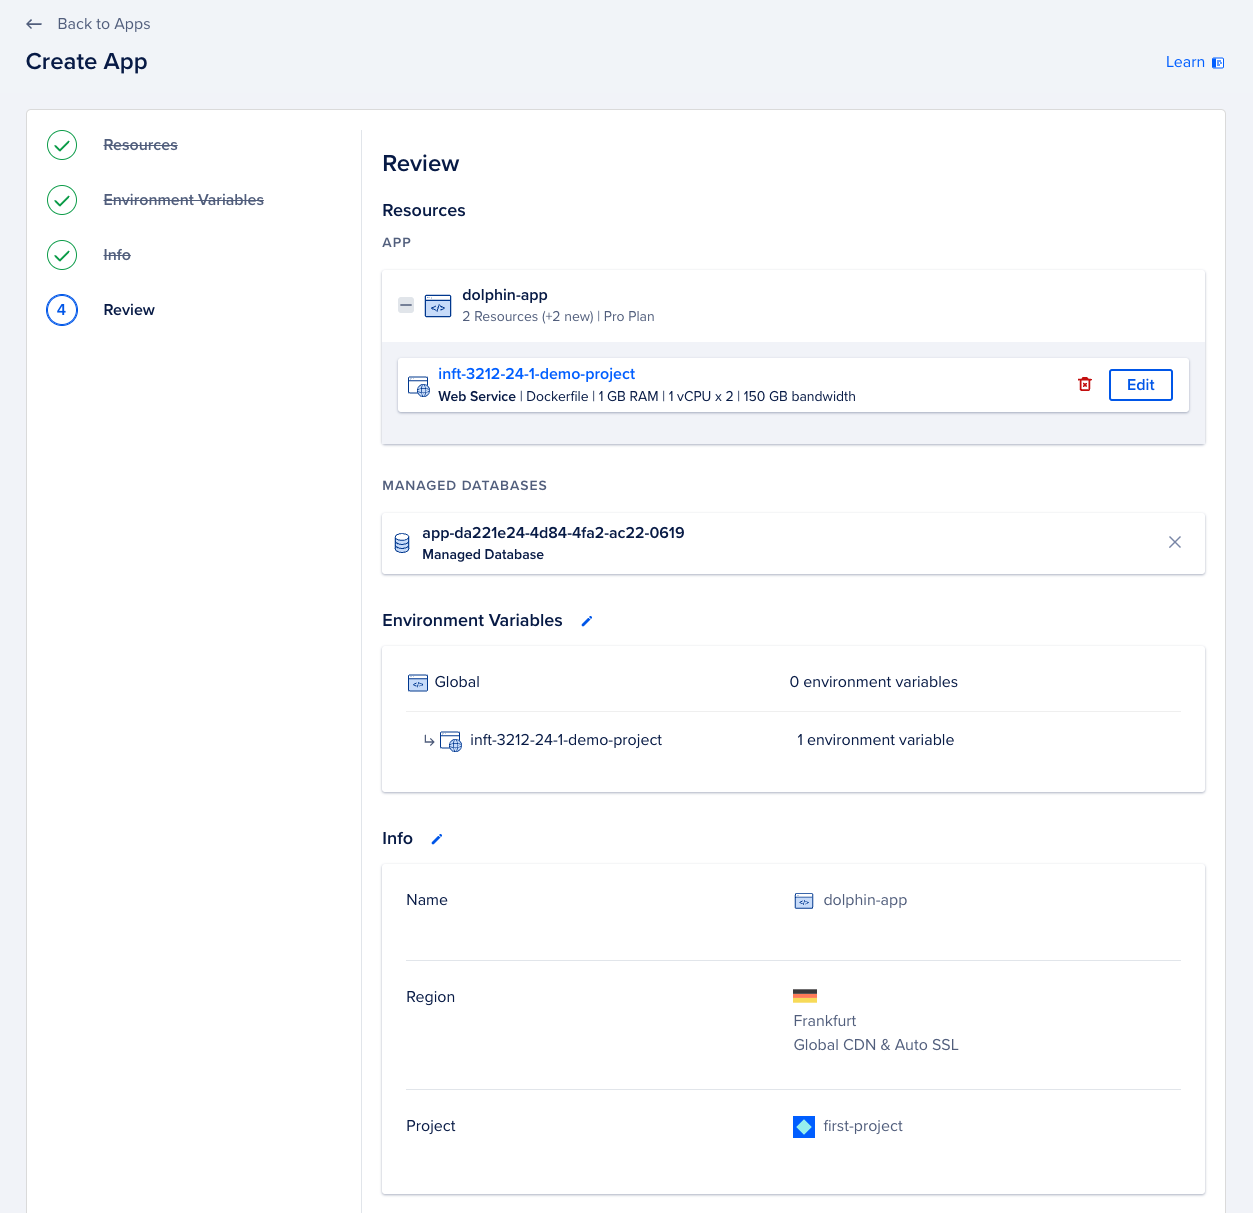 Back to Apps
Create App
Learn
Resources
Environment Variables
Info
4 Review
Review
Resources
APP
dolphin-app
2 Resources (+2 new) | Pro Plan
inft-3212-24-1-demo-project
Web Service | Dockerfile | 1 GB RAM | 1 vCPU x 2 | 150 GB bandwidth
Edit
MANAGED DATABASES
app-da221e24-4d84-4fa2-ac22-0619
Managed Database
Environment Variables
Global 0 environment variables
inft-3212-24-1-demo-project 1 environment variable
Info
Name dolphin-app
Region
Frankfurt
Global CDN & Auto SSL
Project first-project